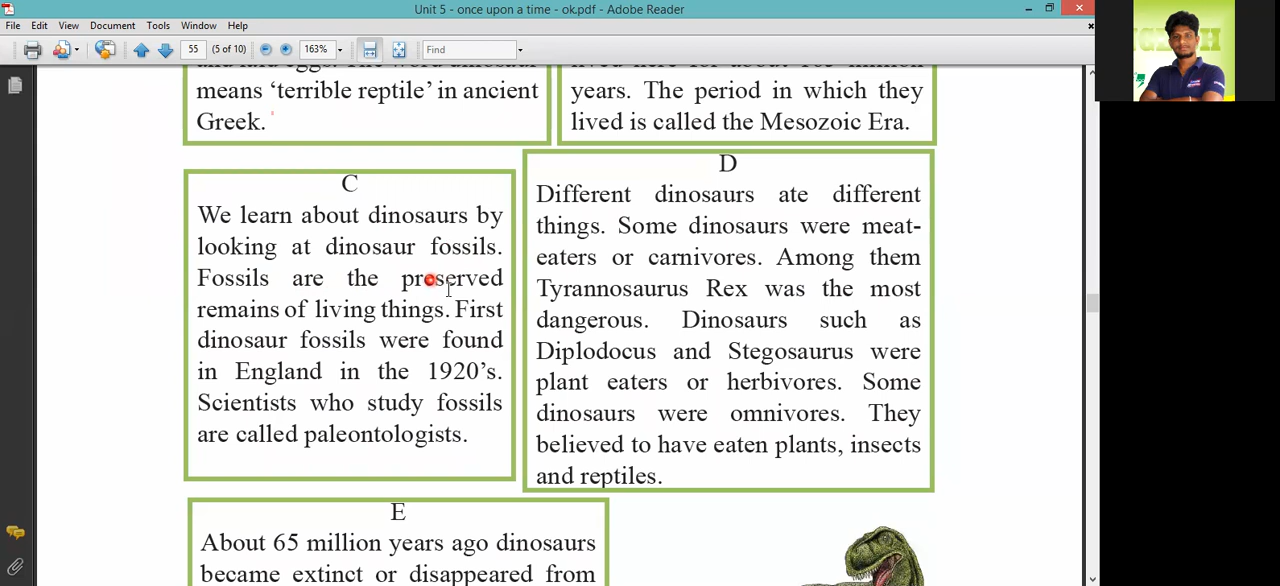 Unit 5 - once upon a time - ok.pdf - Adobe Reader
File Edit View Document Tools Window Help
55 (5 of 10) 163% Find
means ‘terrible reptile’ in ancient
Greek.
years. The period in which they
lived is called the Mesozoic Era.
C
We learn about dinosaurs by
looking at dinosaur fossils.
Fossils are the preserved
remains of living things. First
dinosaur fossils were found
in England in the 1920’s.
Scientists who study fossils
are called paleontologists.
D
Different dinosaurs ate different
things. Some dinosaurs were meat-
eaters or carnivores. Among them
Tyrannosaurus Rex was the most
dangerous. Dinosaurs such as
Diplodocus and Stegosaurus were
plant eaters or herbivores. Some
dinosaurs were omnivores. They
believed to have eaten plants, insects
and reptiles.
E
About 65 million years ago dinosaurs
became extinct or disappeared from